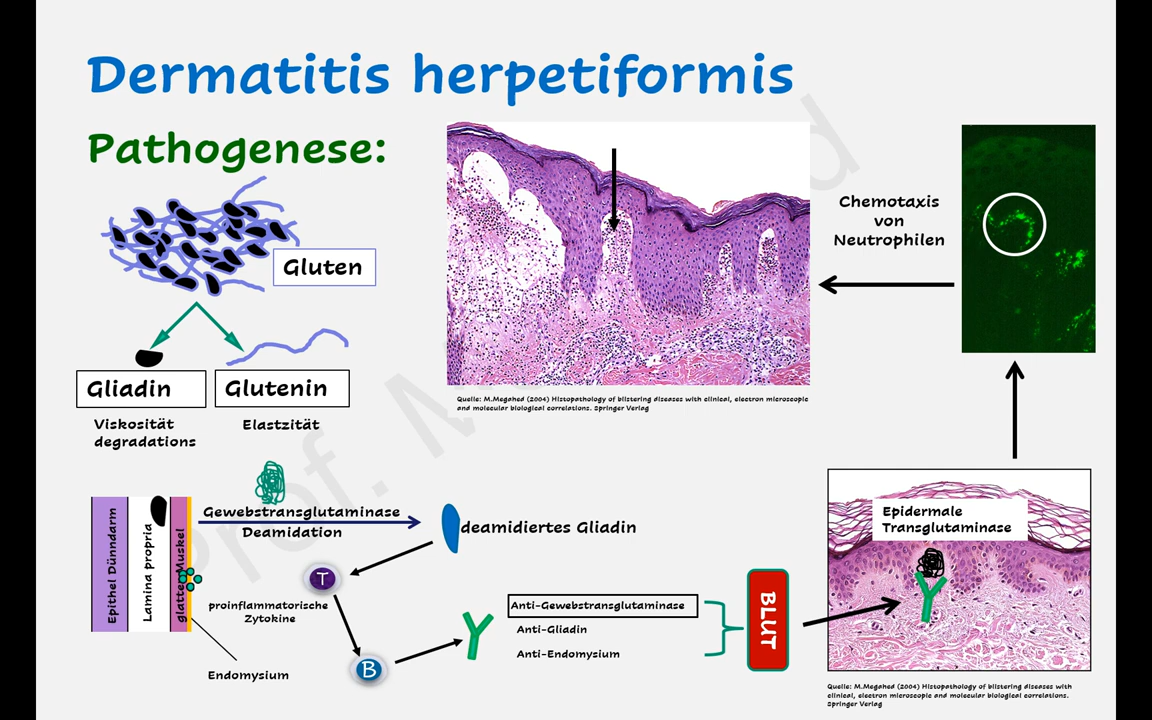 Dermatitis herpetiformis
Pathogenese:
Gluten
Gliadin
Glutenin
Viskosität
degradations
Elastzität
Quelle: M.Megahed (2004) Histopathology of blistering diseases with clinical, electron microscopic
and molecular biological correlations. Springer Verlag
Chemotaxis
von
Neutrophilen
Epithel Dünndarm
Lamina propria
glatter Muskel
Endomysium
Gewebstransglutaminase
Deamidation
deamidiertes Gliadin
T
proinflammatorische
Zytokine
B
Anti-Gewebstransglutaminase
Anti-Gliadin
Anti-Endomysium
BLUT
Epidermale
Transglutaminase
Quelle: M.Megahed (2004) Histopathology of blistering diseases with
clinical, electron microscopic and molecular biological correlations.
Springer Verlag
Prof. M
d